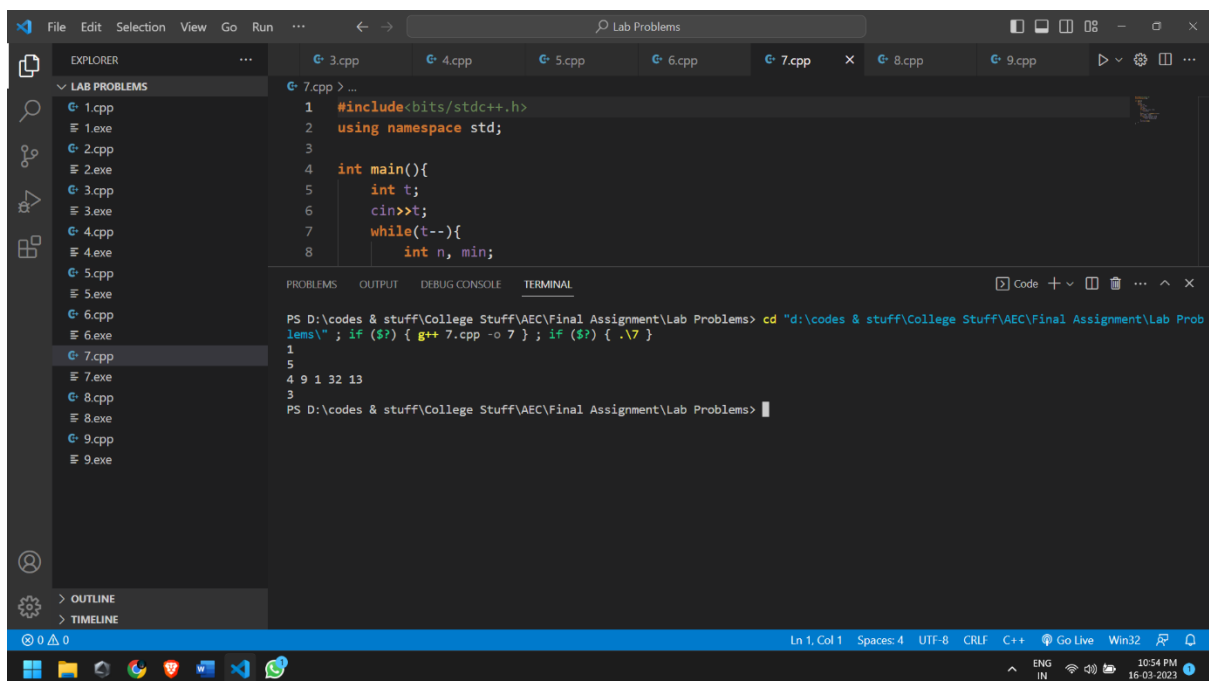 File Edit Selection View Go Run ··· Lab Problems
EXPLORER
LAB PROBLEMS
1.cpp
1.exe
2.cpp
2.exe
3.cpp
3.exe
4.cpp
4.exe
5.cpp
5.exe
6.cpp
6.exe
7.cpp
7.exe
8.cpp
8.exe
9.cpp
9.exe
OUTLINE
TIMELINE
3.cpp 4.cpp 5.cpp 6.cpp 7.cpp 8.cpp 9.cpp
7.cpp > ...
1 #include<bits/stdc++.h>
2 using namespace std;
3
4 int main(){
5 int t;
6 cin>>t;
7 while(t--){
8 int n, min;
PROBLEMS OUTPUT DEBUG CONSOLE TERMINAL Code
PS D:\codes & stuff\College Stuff\AEC\Final Assignment\Lab Problems> cd "d:\codes & stuff\College Stuff\AEC\Final Assignment\Lab Prob
lems\" ; if ($?) { g++ 7.cpp -o 7 } ; if ($?) { .\7 }
1
5
4 9 1 32 13
3
PS D:\codes & stuff\College Stuff\AEC\Final Assignment\Lab Problems>
0 0 Ln 1, Col 1 Spaces: 4 UTF-8 CRLF C++ Go Live Win32
ENG
IN
10:54 PM
16-03-2023
1